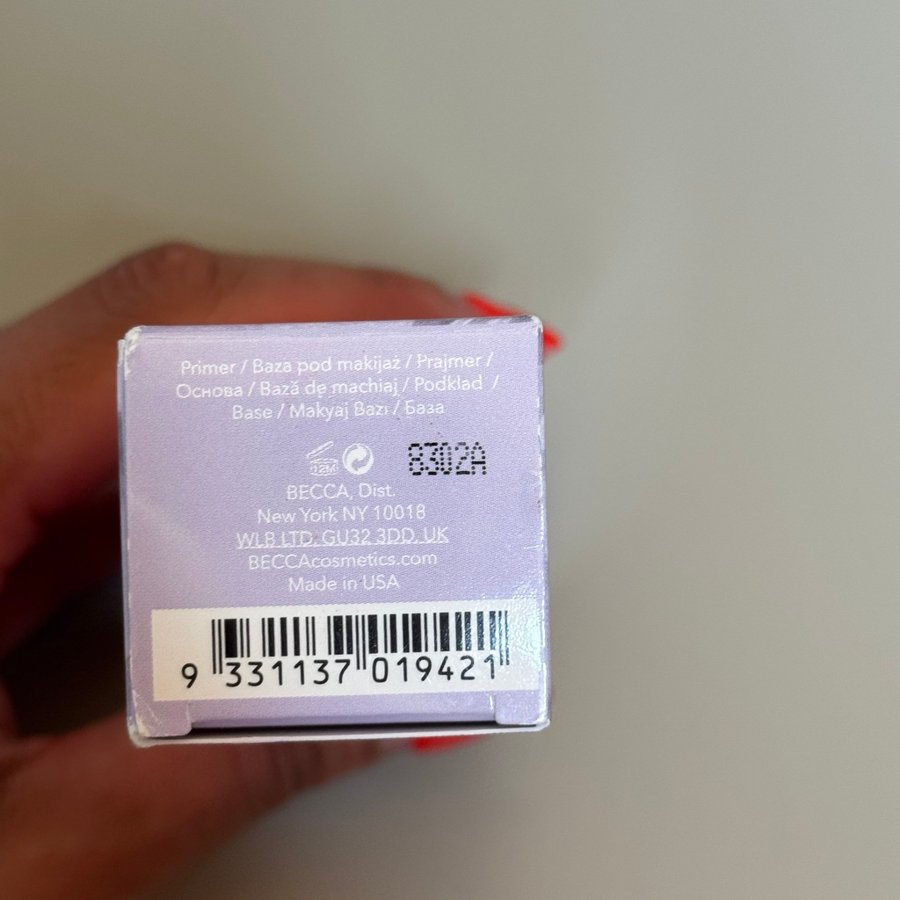 Primer / Baza pod makijaż / Prajmer /
Основа / Bază de machiaj / Podklad /
Base / Makyaj Bazı / База
12M
8302A
BECCA, Dist.
New York NY 10018
WLB LTD. GU32 3DD, UK
BECCAcosmetics.com
Made in USA
9 331137 019421